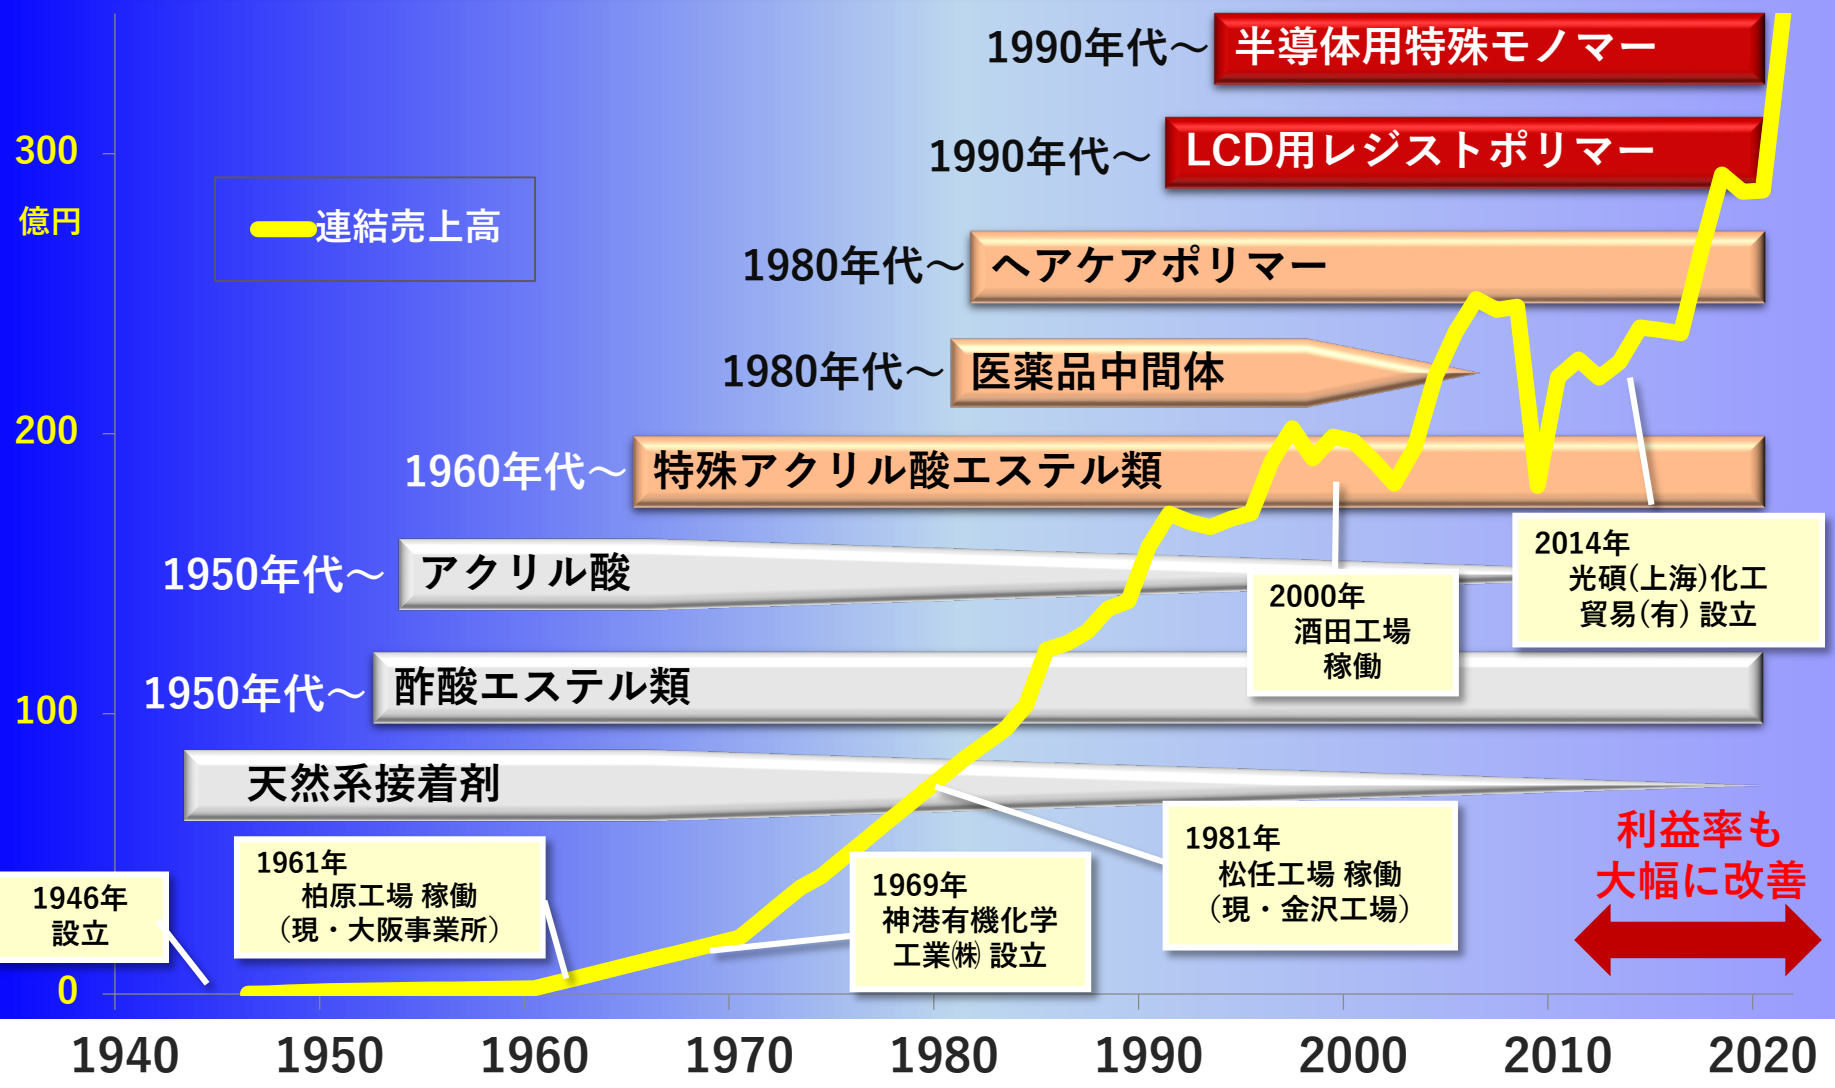 1990年代～ 半導体用特殊モノマー
300
1990年代～ LCD用レジストポリマー
億円
連結売上高
1980年代～ ヘアケアポリマー
1980年代～ 医薬品中間体
200
1960年代～ 特殊アクリル酸エステル類
1950年代～ アクリル酸
2014年
光碩(上海)化工
貿易(有) 設立
2000年
酒田工場
稼働
100
1950年代～ 酢酸エステル類
天然系接着剤
利益率も
大幅に改善
1946年
設立
1961年
柏原工場 稼働
（現・大阪事業所）
1969年
神港有機化学
工業㈱ 設立
1981年
松任工場 稼働
（現・金沢工場）
0
1940 1950 1960 1970 1980 1990 2000 2010 2020